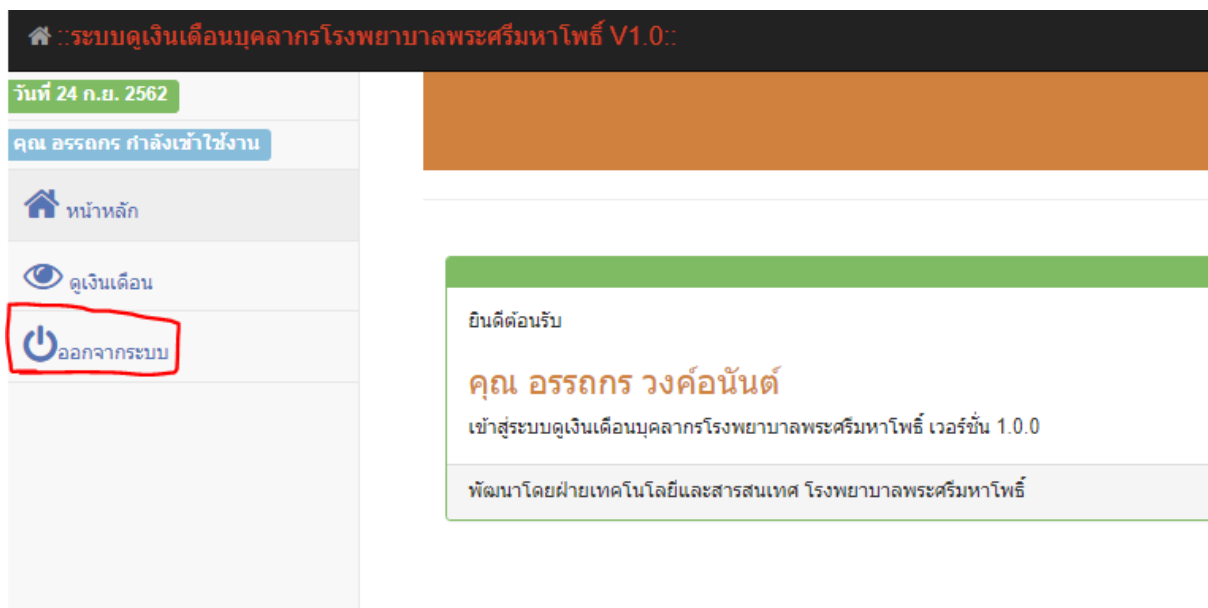 ::ระบบดูเงินเดือนบุคลากรโรงพยาบาลพระศรีมหาโพธิ์ V1.0::
วันที่ 24 ก.ย. 2562
คุณ อรรถกร กำลังเข้าใช้งาน
หน้าหลัก
ดูเงินเดือน
ออกจากระบบ
ยินดีต้อนรับ
คุณ อรรถกร วงค์อนันต์
เข้าสู่ระบบดูเงินเดือนบุคลากรโรงพยาบาลพระศรีมหาโพธิ์ เวอร์ชั่น 1.0.0
พัฒนาโดยฝ่ายเทคโนโลยีและสารสนเทศ โรงพยาบาลพระศรีมหาโพธิ์